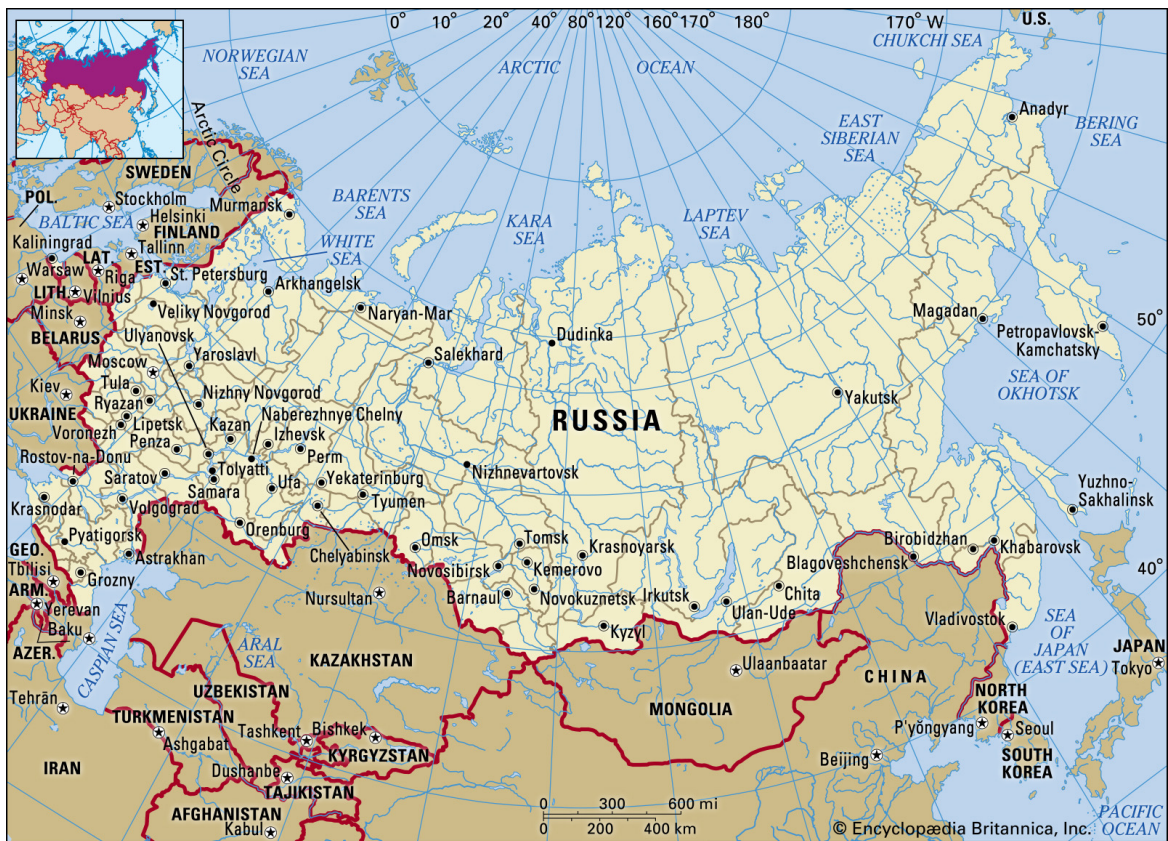 0° 10° 20° 40° 80° 120° 160° 170° 180° 170° W
U.S.
CHUKCHI SEA
NORWEGIAN
SEA
ARCTIC OCEAN
Arctic Circle
Anadyr
BERING
SEA
EAST
SIBERIAN
SEA
SWEDEN
POL.
Stockholm
BALTIC SEA
Helsinki
FINLAND
Murmansk
BARENTS
SEA
KARA
SEA
LAPTEV
SEA
Kaliningrad
Tallinn
WHITE
SEA
LAT.
EST.
St. Petersburg
Warsaw
Riga
Arkhangelsk
LITH.
Vilnius
Minsk
Veliky Novgorod
Naryan-Mar
Magadan
50°
BELARUS
Ulyanovsk
Dudinka
Petropavlovsk-
Kamchatsky
Yaroslavl
Salekhard
Moscow
SEA OF
OKHOTSK
Kiev
Tula
Nizhny Novgorod
Yakutsk
Ryazan
UKRAINE
Naberezhnye Chelny
RUSSIA
Voronezh
Lipetsk
Kazan
Penza
Izhevsk
Rostov-na-Donu
Perm
Tolyatti
Nizhnevartovsk
Saratov
Yekaterinburg
Samara
Ufa
Tyumen
Yuzhno-
Sakhalinsk
Krasnodar
Volgograd
Pyatigorsk
Orenburg
Chelyabinsk
Omsk
Tomsk
Krasnoyarsk
Birobidzhan
Khabarovsk
GEO.
Astrakhan
Novosibirsk
Kemerovo
Blagoveshchensk
Tbilisi
Grozny
40°
ARM.
Nursultan
Barnaul
Novokuznetsk
Irkutsk
Chita
Yerevan
Ulan-Ude
Baku
Kyzyl
Vladivostok
SEA
OF
JAPAN
(EAST SEA)
AZER.
CASPIAN SEA
ARAL
SEA
KAZAKHSTAN
Ulaanbaatar
JAPAN
Tokyo
CHINA
Tehrān
UZBEKISTAN
MONGOLIA
NORTH
KOREA
TURKMENISTAN
Tashkent
Bishkek
P'yŏngyang
Seoul
Ashgabat
KYRGYZSTAN
Beijing
SOUTH
KOREA
IRAN
Dushanbe
TAJIKISTAN
AFGHANISTAN
Kabul
0 300 600 mi
0 200 400 km
PACIFIC
OCEAN
© Encyclopædia Britannica, Inc.